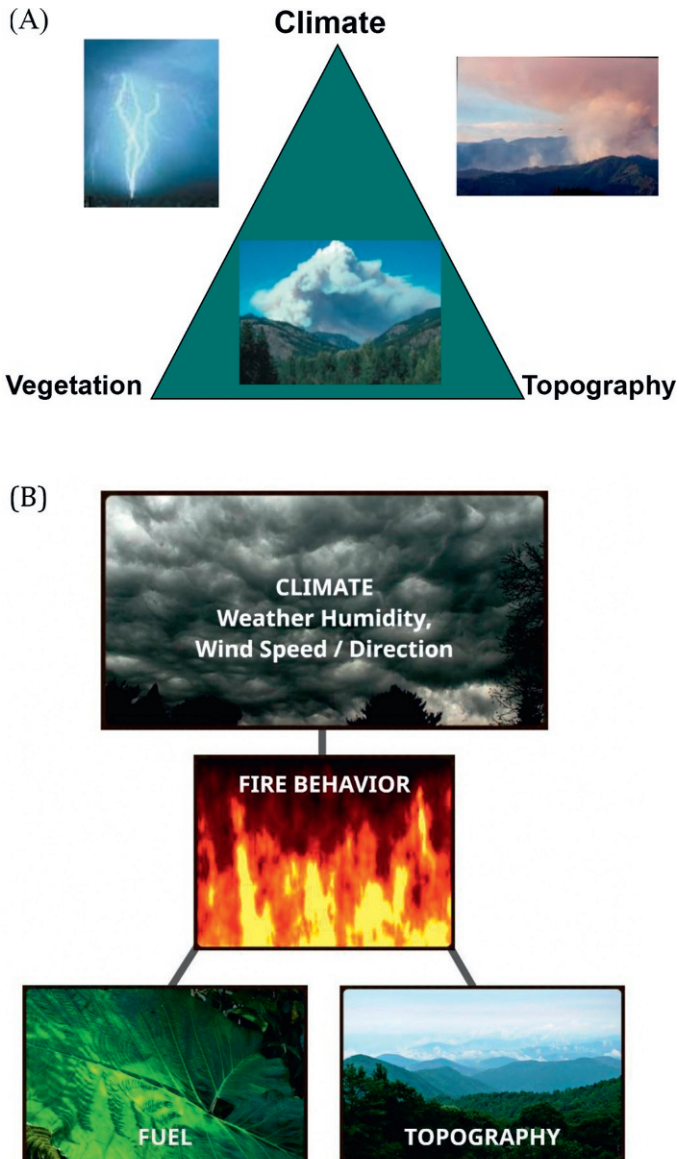 (A)
Climate
Vegetation
Topography
(B)
CLIMATE
Weather Humidity,
Wind Speed / Direction
FIRE BEHAVIOR
FUEL
TOPOGRAPHY